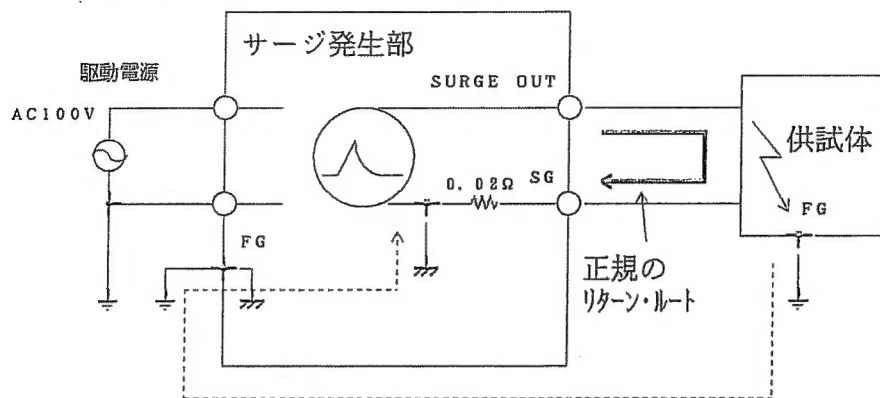 サージ発生部
駆動電源
SURGE OUT
AC100V
供試体
0.02Ω
SG
FG
FG
正規の
リターン・ルート